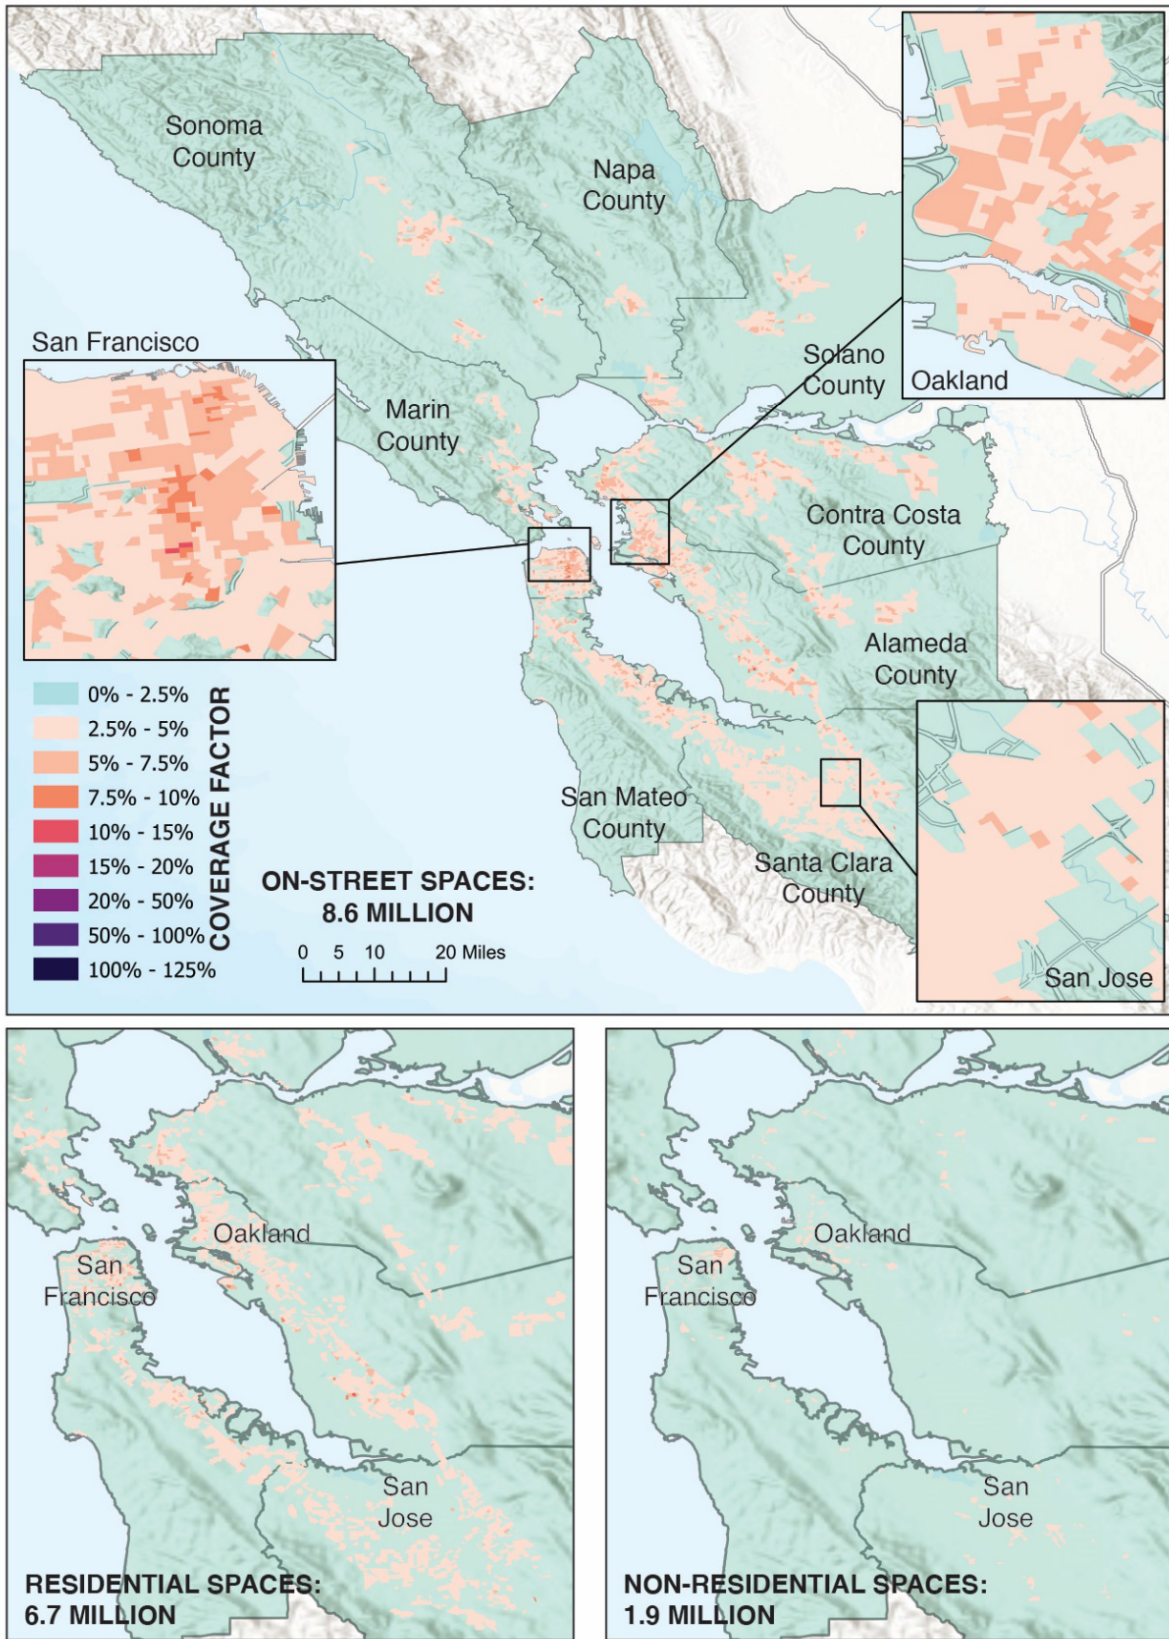 Sonoma
County
Napa
County
San Francisco
Solano
County
Oakland
Marin
County
Contra Costa
County
Alameda
County
0% - 2.5%
2.5% - 5%
5% - 7.5%
7.5% - 10%
10% - 15%
15% - 20%
20% - 50%
50% - 100%
100% - 125%
COVERAGE FACTOR
San Mateo
County
Santa Clara
County
ON-STREET SPACES:
8.6 MILLION
0 5 10 20 Miles
San Jose
Oakland
San
Francisco
San
Jose
RESIDENTIAL SPACES:
6.7 MILLION
Oakland
San
Francisco
San
Jose
NON-RESIDENTIAL SPACES:
1.9 MILLION